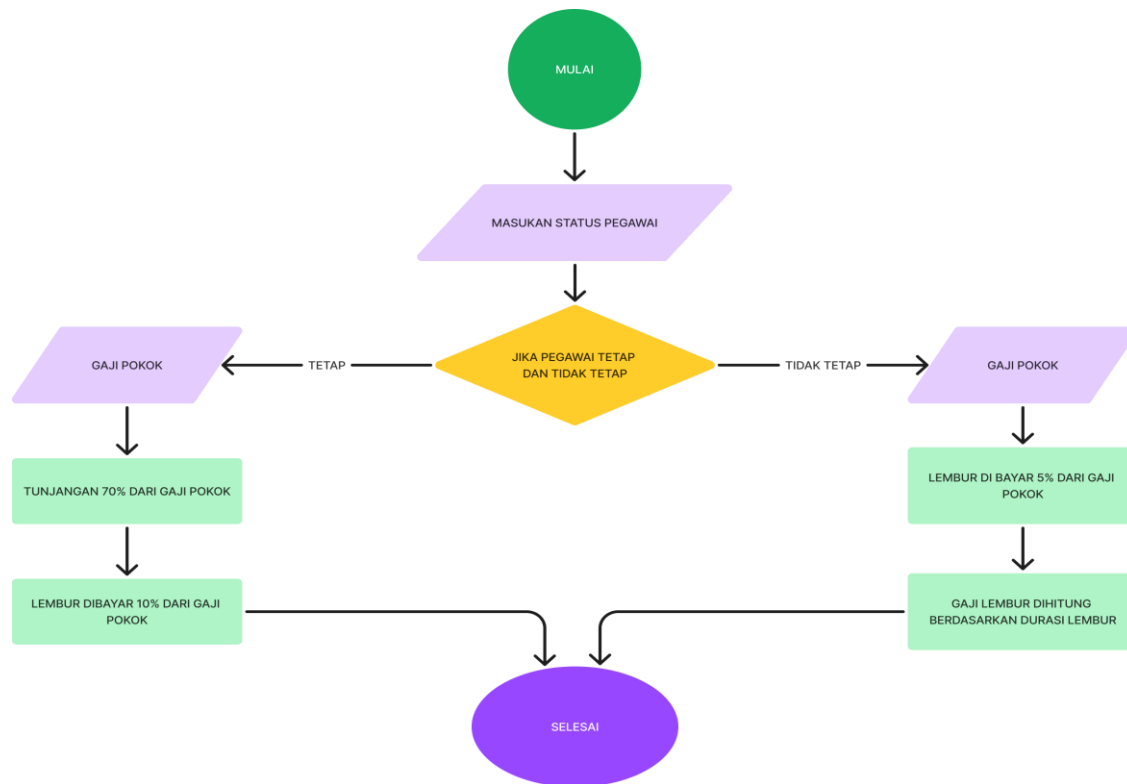 MULAI
MASUKAN STATUS PEGAWAI
JIKA PEGAWAI TETAP
DAN TIDAK TETAP
TETAP
TIDAK TETAP
GAJI POKOK
GAJI POKOK
TUNJANGAN 70% DARI GAJI POKOK
LEMBUR DI BAYAR 5% DARI GAJI
POKOK
LEMBUR DIBAYAR 10% DARI GAJI
POKOK
GAJI LEMBUR DIHITUNG
BERDASARKAN DURASI LEMBUR
SELESAI